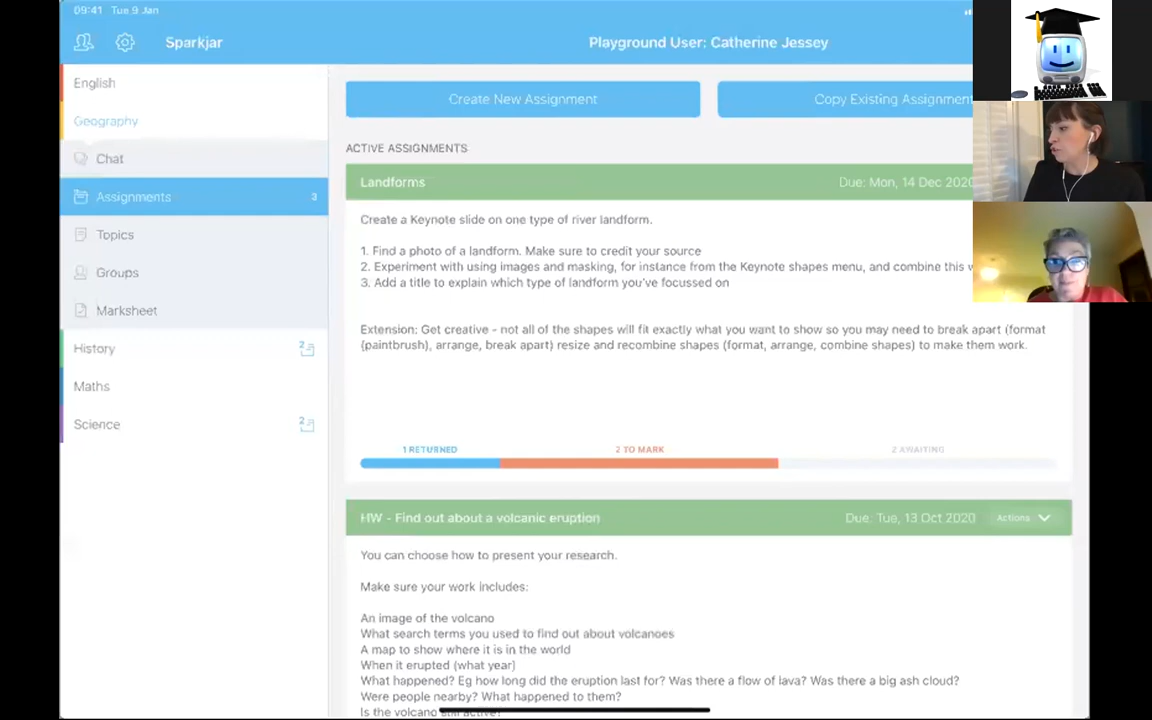 09:41 Tue 9 Jan
Sparkjar
Playground User: Catherine Jessey
English
Geography
Chat
Assignments 3
Topics
Groups
Marksheet
History 2
Maths
Science 2
Create New Assignment
Copy Existing Assignment
ACTIVE ASSIGNMENTS
Landforms
Due: Mon, 14 Dec 2020
Create a Keynote slide on one type of river landform.
1. Find a photo of a landform. Make sure to credit your source
2. Experiment with using images and masking, for instance from the Keynote shapes menu, and combine this
3. Add a title to explain which type of landform you've focussed on
Extension: Get creative - not all of the shapes will fit exactly what you want to show so you may need to break apart (format
(paintbrush), arrange, break apart) resize and recombine shapes (format, arrange, combine shapes) to make them work.
1 RETURNED
2 TO MARK
2 AWAITING
HW - Find out about a volcanic eruption
Due: Tue, 13 Oct 2020
Actions
You can choose how to present your research.
Make sure your work includes:
An image of the volcano
What search terms you used to find out about volcanoes
A map to show where it is in the world
When it erupted (what year)
What happened? Eg how long did the eruption last for? Was there a flow of lava? Was there a big ash cloud?
Were people nearby? What happened to them?
Is the volcano still active?